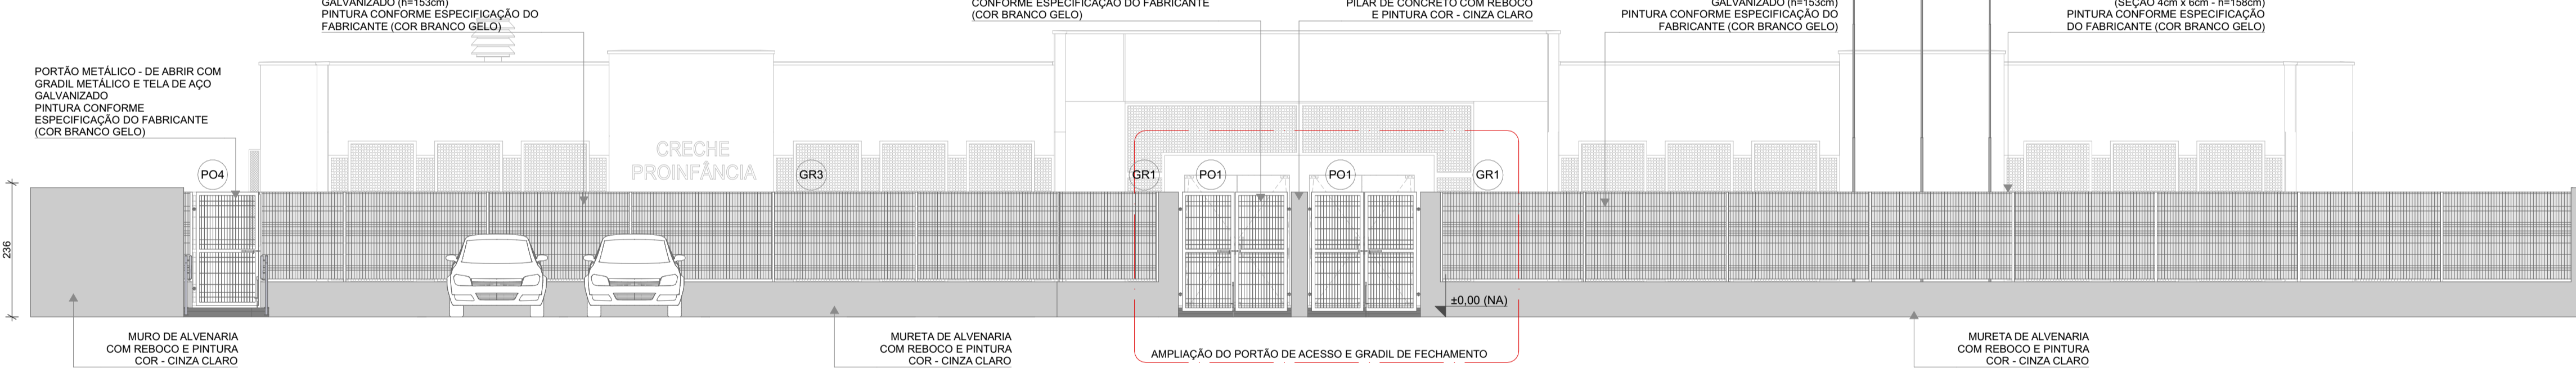 GALVANIZADO (h=153cm)
PINTURA CONFORME ESPECIFICAÇÃO DO
FABRICANTE (COR BRANCO GELO)
CONFORME ESPECIFICAÇÃO DO FABRICANTE
(COR BRANCO GELO)
PILAR DE CONCRETO COM REBOCO
E PINTURA COR - CINZA CLARO
GALVANIZADO (h=153cm)
PINTURA CONFORME ESPECIFICAÇÃO DO
FABRICANTE (COR BRANCO GELO)
(SEÇÃO 4cm x 6cm - h=158cm)
PINTURA CONFORME ESPECIFICAÇÃO
DO FABRICANTE (COR BRANCO GELO)
PORTÃO METÁLICO - DE ABRIR COM
GRADIL METÁLICO E TELA DE AÇO
GALVANIZADO
PINTURA CONFORME
ESPECIFICAÇÃO DO FABRICANTE
(COR BRANCO GELO)
CRECHE
PROINFÂNCIA
PO4
GR3
GR1
PO1
PO1
GR1
236
±0,00 (NA)
MURO DE ALVENARIA
COM REBOCO E PINTURA
COR - CINZA CLARO
MURETA DE ALVENARIA
COM REBOCO E PINTURA
COR - CINZA CLARO
AMPLIAÇÃO DO PORTÃO DE ACESSO E GRADIL DE FECHAMENTO
MURETA DE ALVENARIA
COM REBOCO E PINTURA
COR - CINZA CLARO